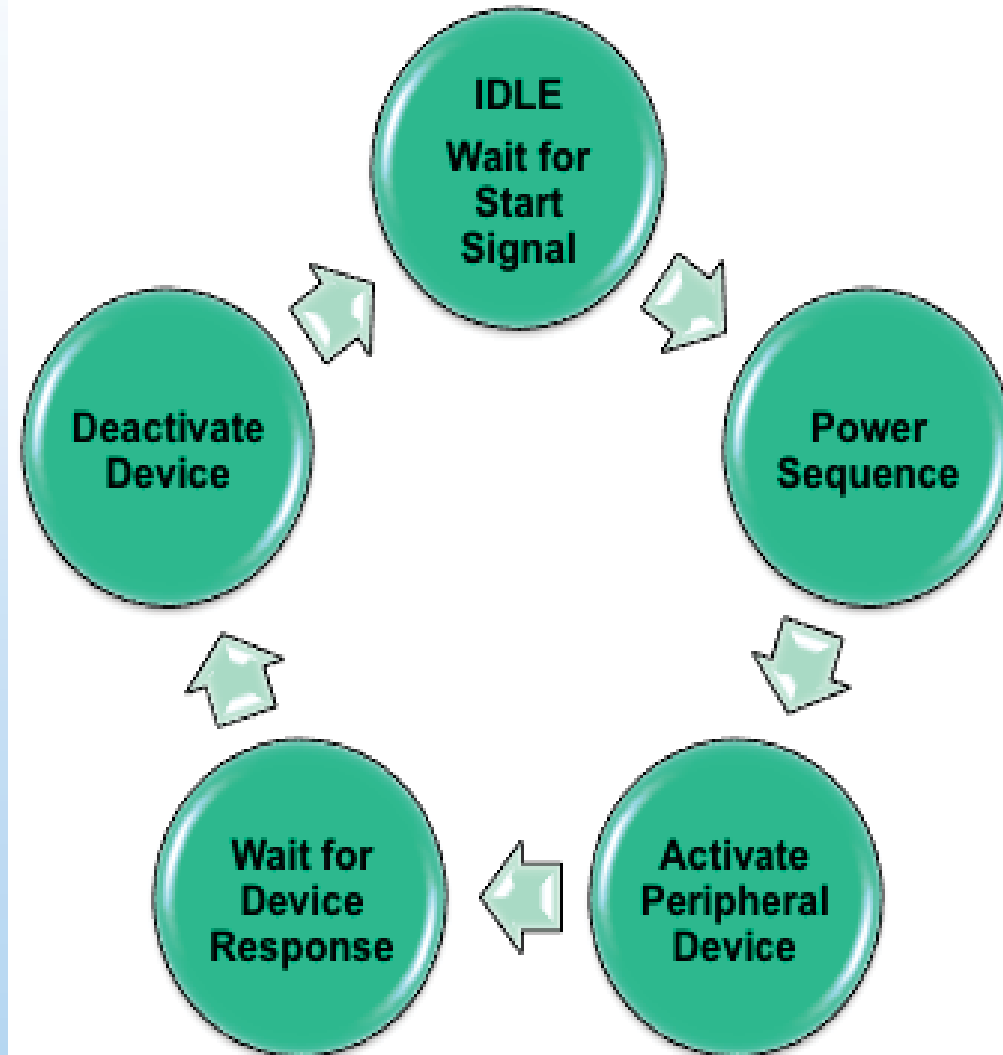 IDLE
Wait for
Start
Signal
Power
Sequence
Activate
Peripheral
Device
Wait for
Device
Response
Deactivate
Device